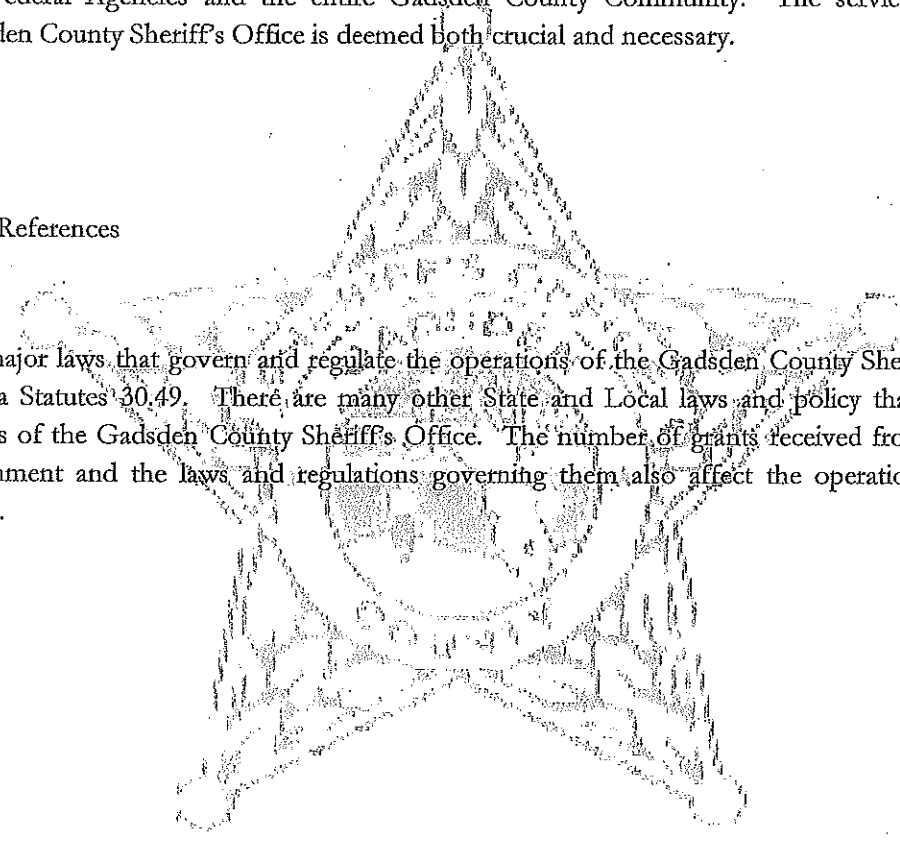 Agencies and the entire Gadsden County Community. The servic
den County Sheriff's Office is deemed both crucial and necessary.
References
major laws that govern and regulate the operations of the Gadsden County She
a Statutes 30.49. There are many other State and Local laws and policy tha
s of the Gadsden County Sheriff's Office. The number of grants received fro
nment and the laws and regulations governing them also affect the operatio
.